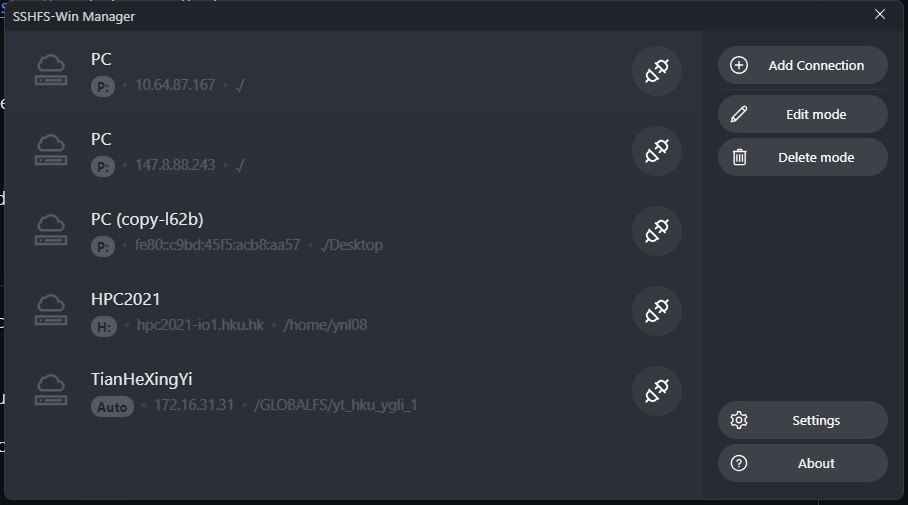 SSHFS-Win Manager
PC
P: • 10.64.87.167 • ./
PC
P: • 147.8.88.243 • ./
PC (copy-l62b)
P: • fe80::c9bd:45f5:acb8:aa57 • ./Desktop
HPC2021
H: • hpc2021-io1.hku.hk • /home/ynl08
TianHeXingYi
Auto • 172.16.31.31 • /GLOBALFS/yt_hku_ygli_1
Add Connection
Edit mode
Delete mode
Settings
About